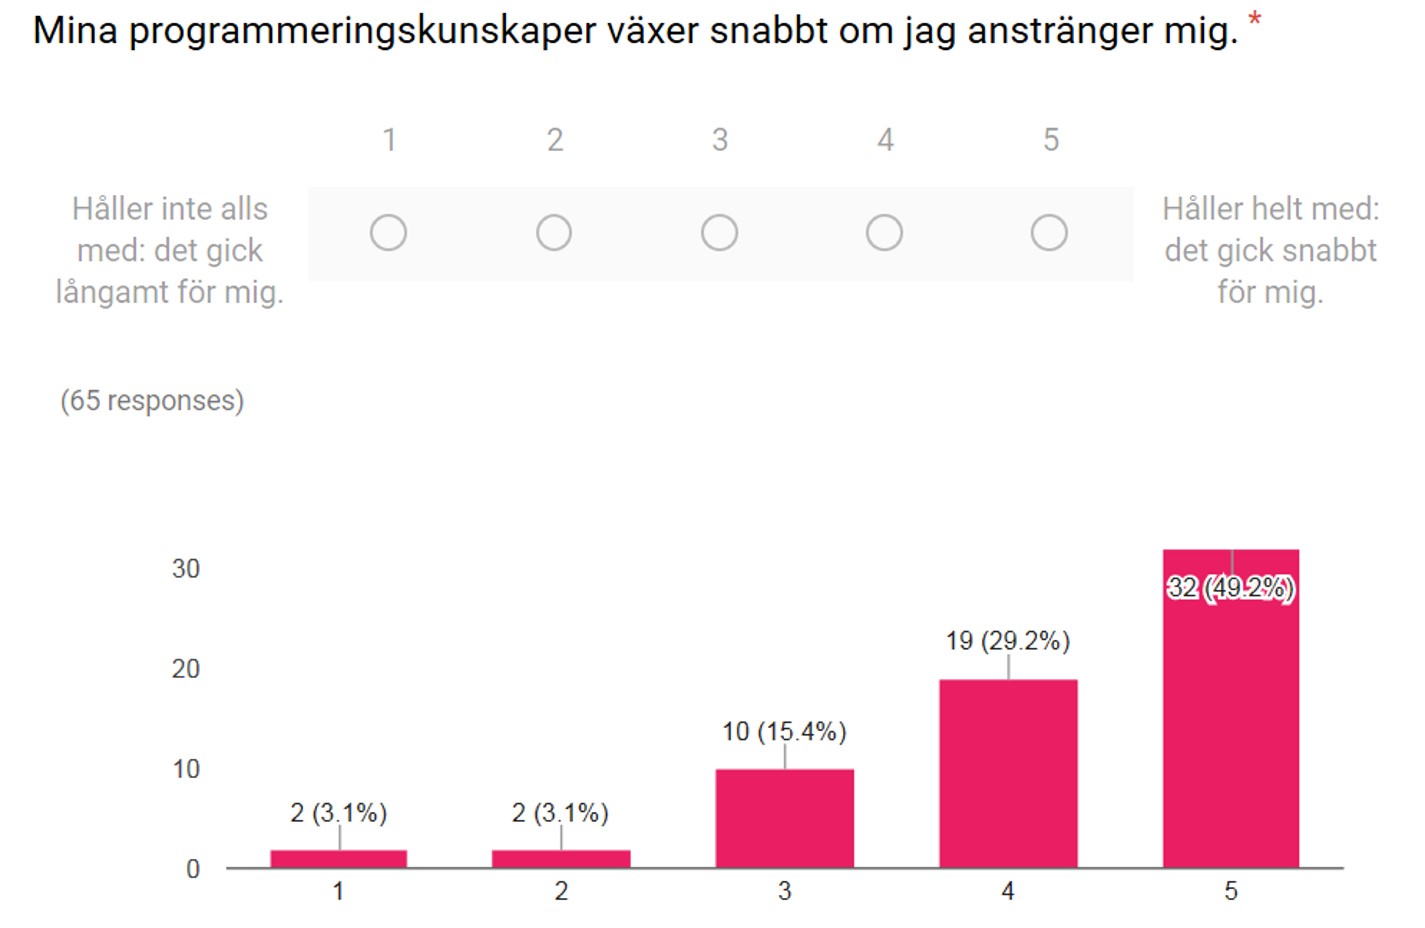 Mina programmeringskunskaper växer snabbt om jag anstränger mig. *
1 2 3 4 5
Håller inte alls
med: det gick
långamt för mig.
Håller helt med:
det gick snabbt
för mig.
(65 responses)
30
20
10
0
2 (3.1%)
2 (3.1%)
10 (15.4%)
19 (29.2%)
32 (49.2%)
1 2 3 4 5